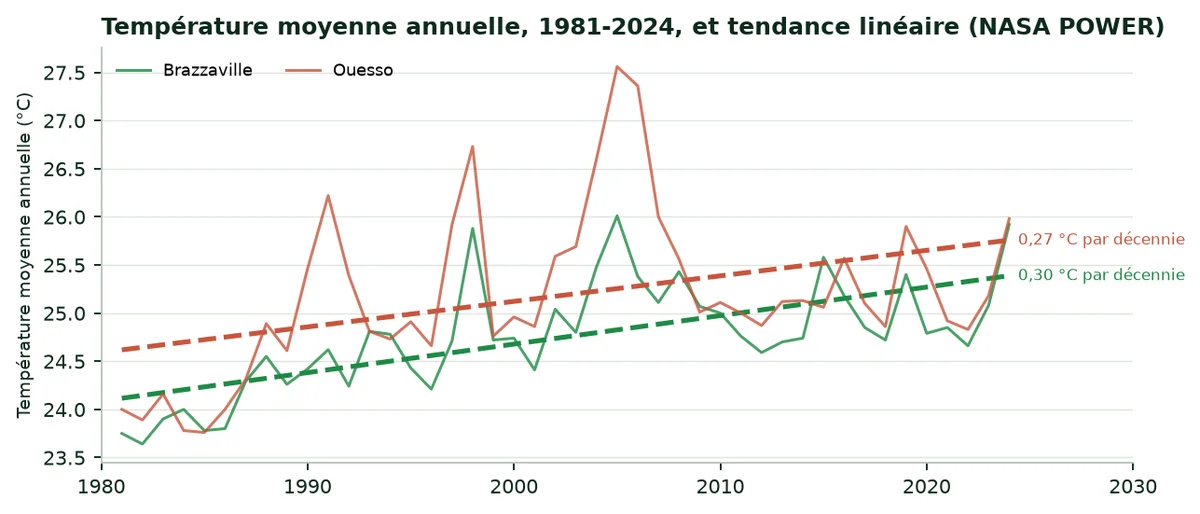 Température moyenne annuelle, 1981-2024, et tendance linéaire (NASA POWER)
Brazzaville
Ouesso
Température moyenne annuelle (°C)
27.5
27.0
26.5
26.0
25.5
25.0
24.5
24.0
23.5
0,27 °C par décennie
0,30 °C par décennie
1980
1990
2000
2010
2020
2030